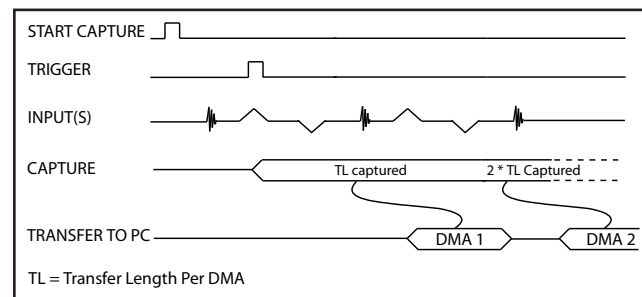 START CAPTURE
TRIGGER
INPUT(S)
CAPTURE
TL captured
2 * TL Captured
TRANSFER TO PC
DMA 1
DMA 2
TL = Transfer Length Per DMA